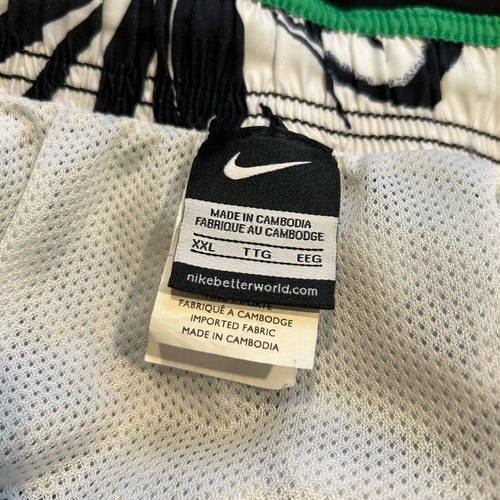 MADE IN CAMBODIA
FABRIQUE AU CAMBODGE
XXL TTG EEG
nikebetterworld.com
FABRIQUÉ A CAMBODGE
IMPORTED FABRIC
MADE IN CAMBODIA